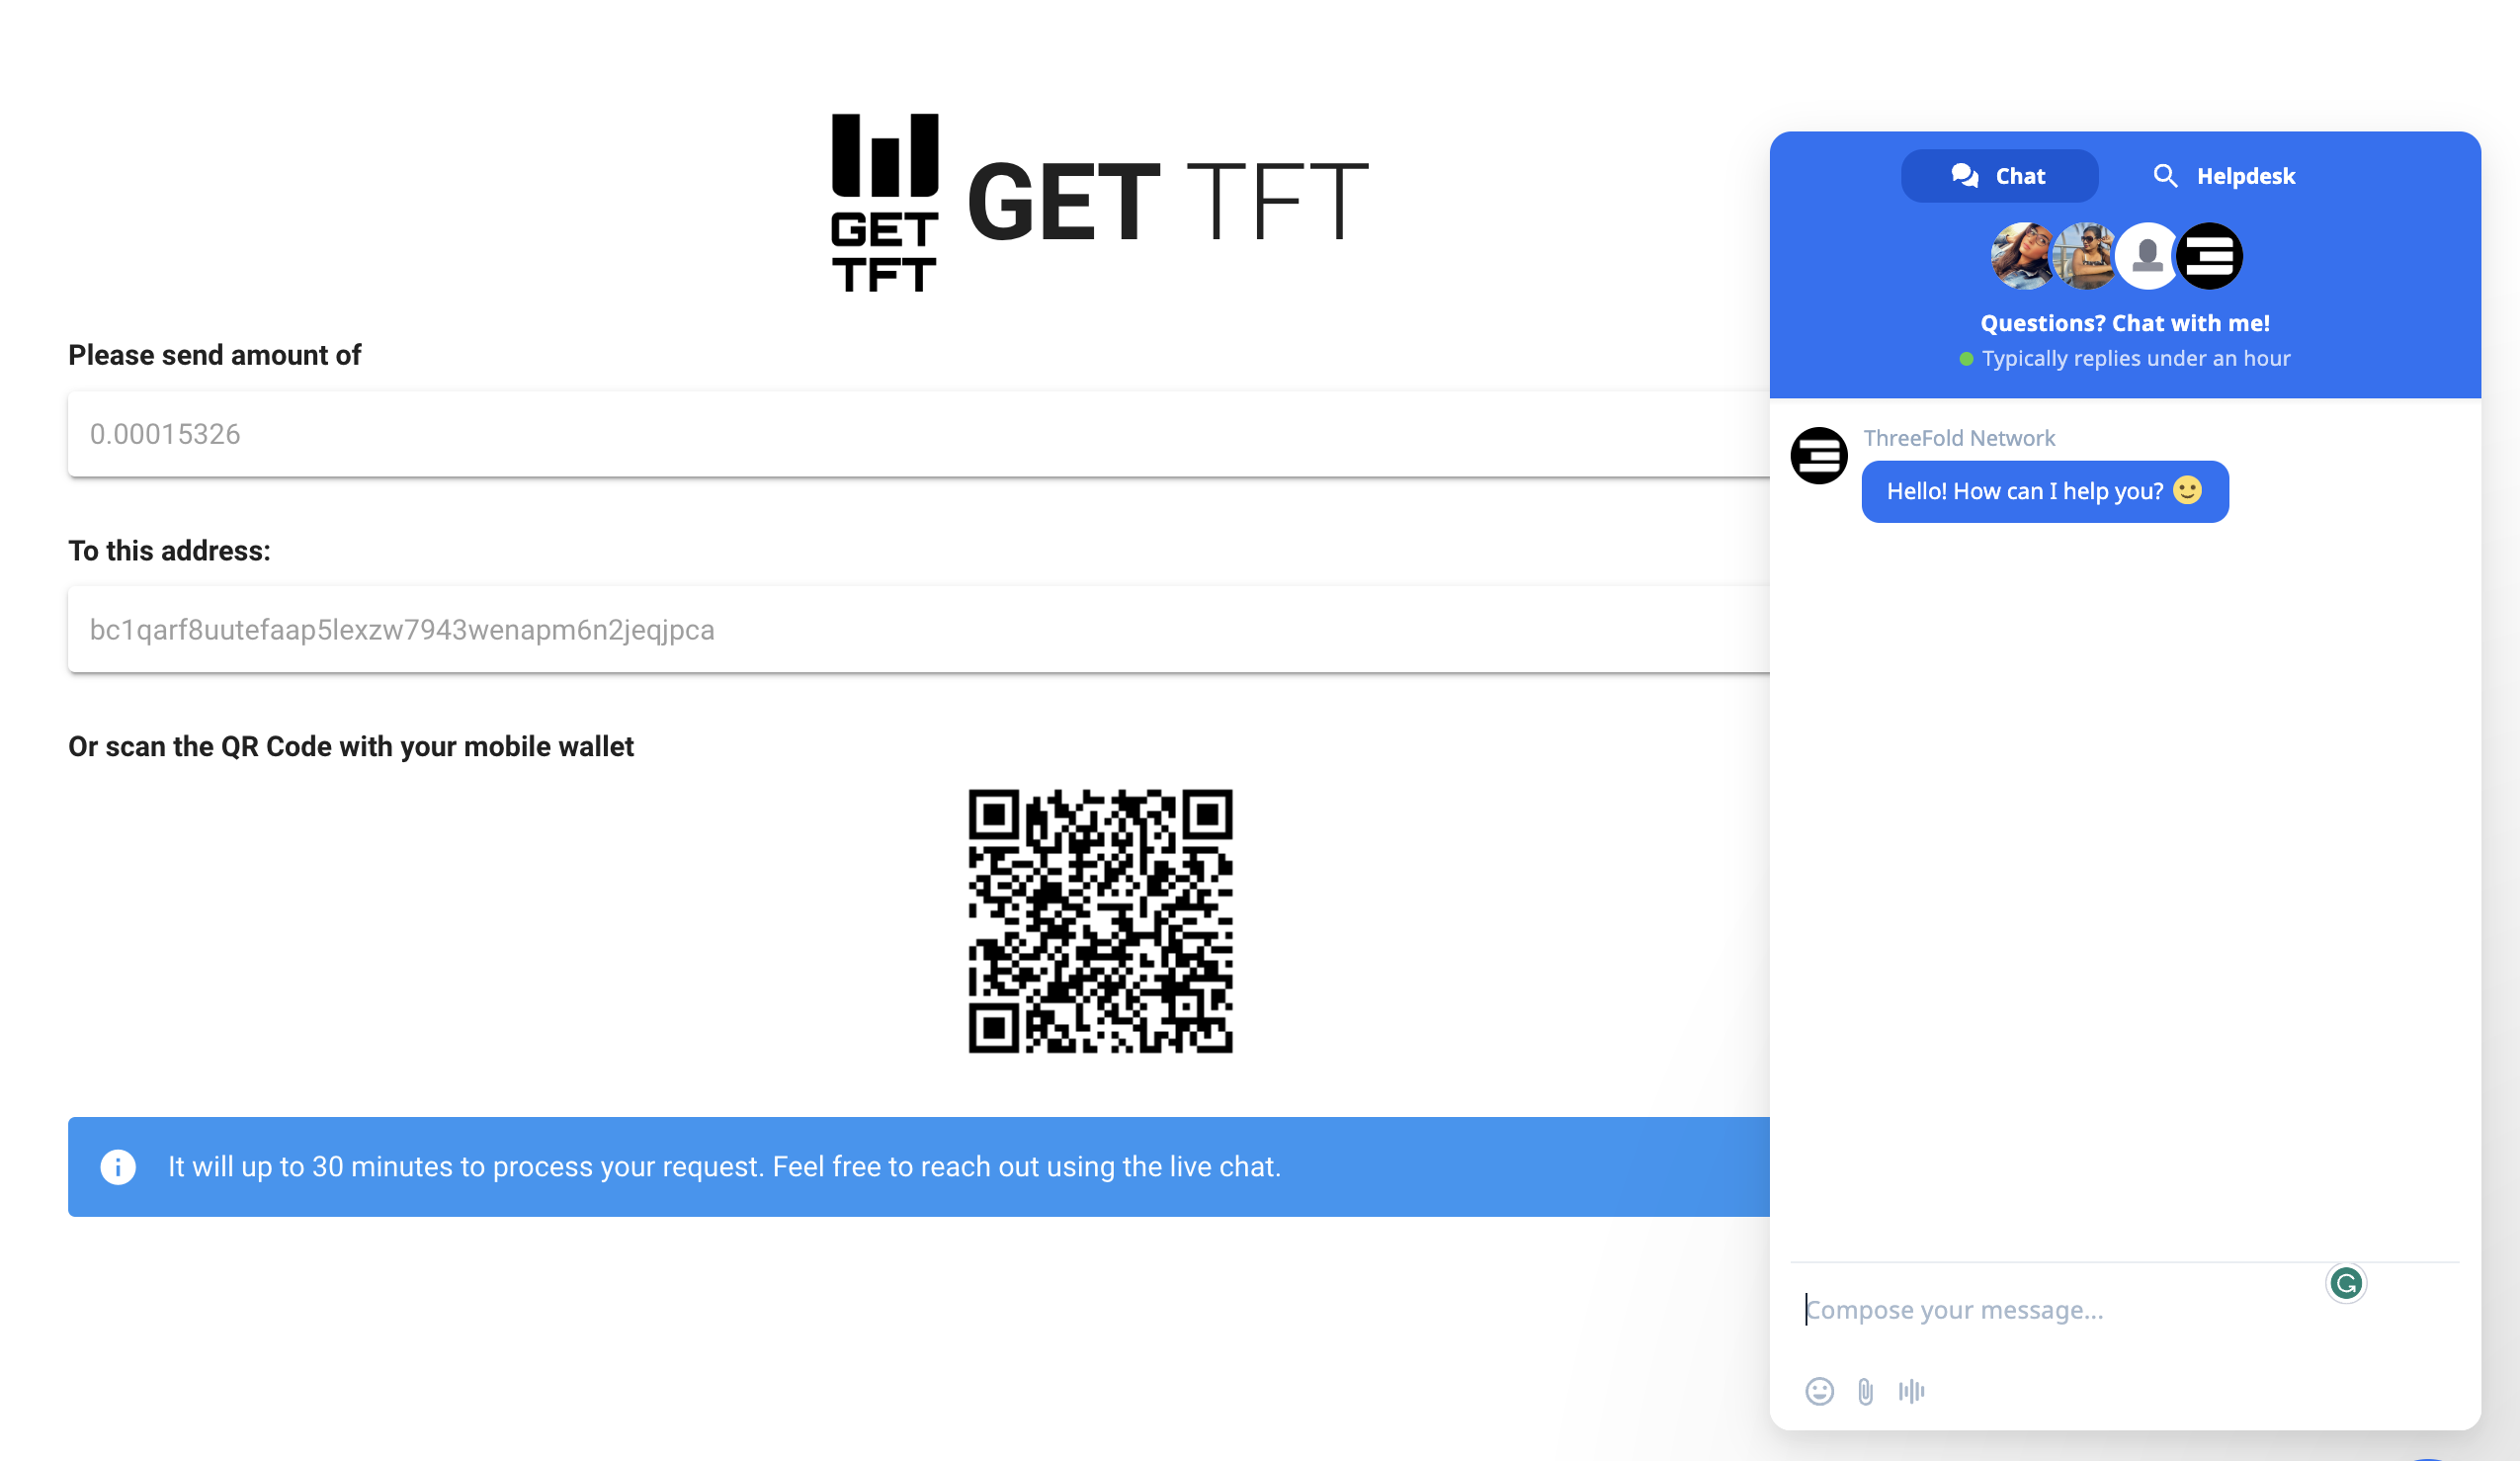 GET
TFT
GET TFT
Please send amount of
0.00015326
To this address:
bc1qarf8uutefaap5lexzw7943wenapm6n2jeqjpca
Or scan the QR Code with your mobile wallet
It will up to 30 minutes to process your request. Feel free to reach out using the live chat.
Chat
Helpdesk
Questions? Chat with me!
Typically replies under an hour
ThreeFold Network
Hello! How can I help you? 🙂
Compose your message...